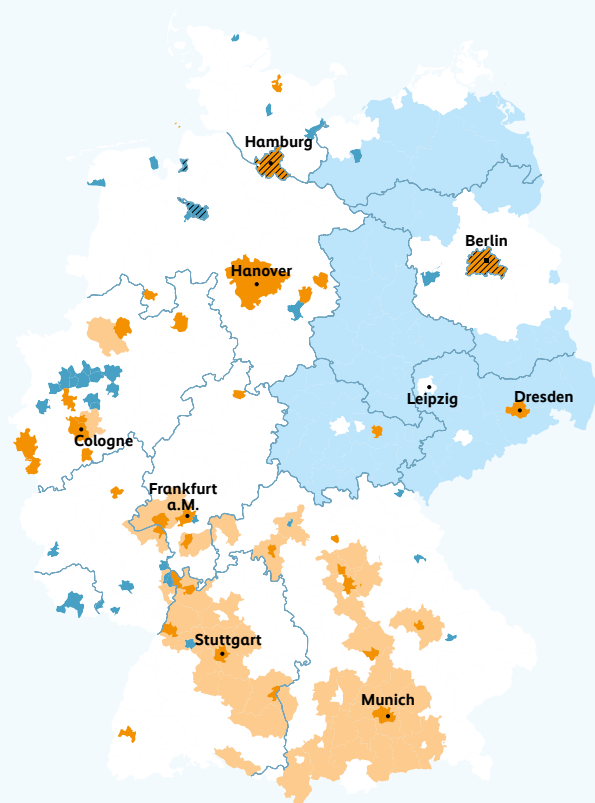 Hamburg
Berlin
Hanover
Leipzig
Dresden
Cologne
Frankfurt
a.M.
Stuttgart
Munich